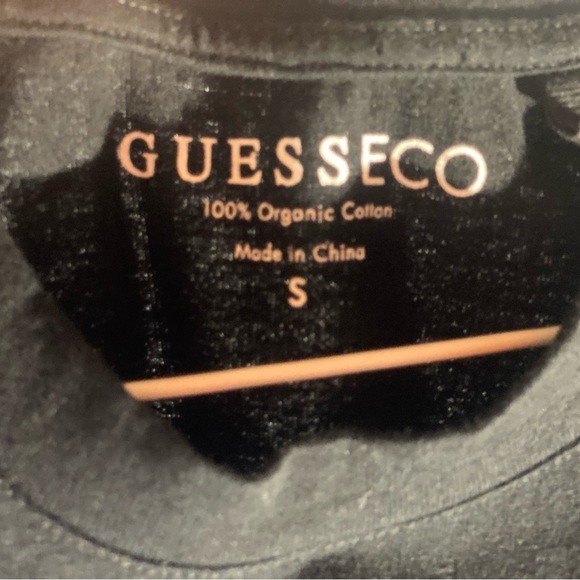 GUESSECO
100% Organic Cotton
Made in China
S